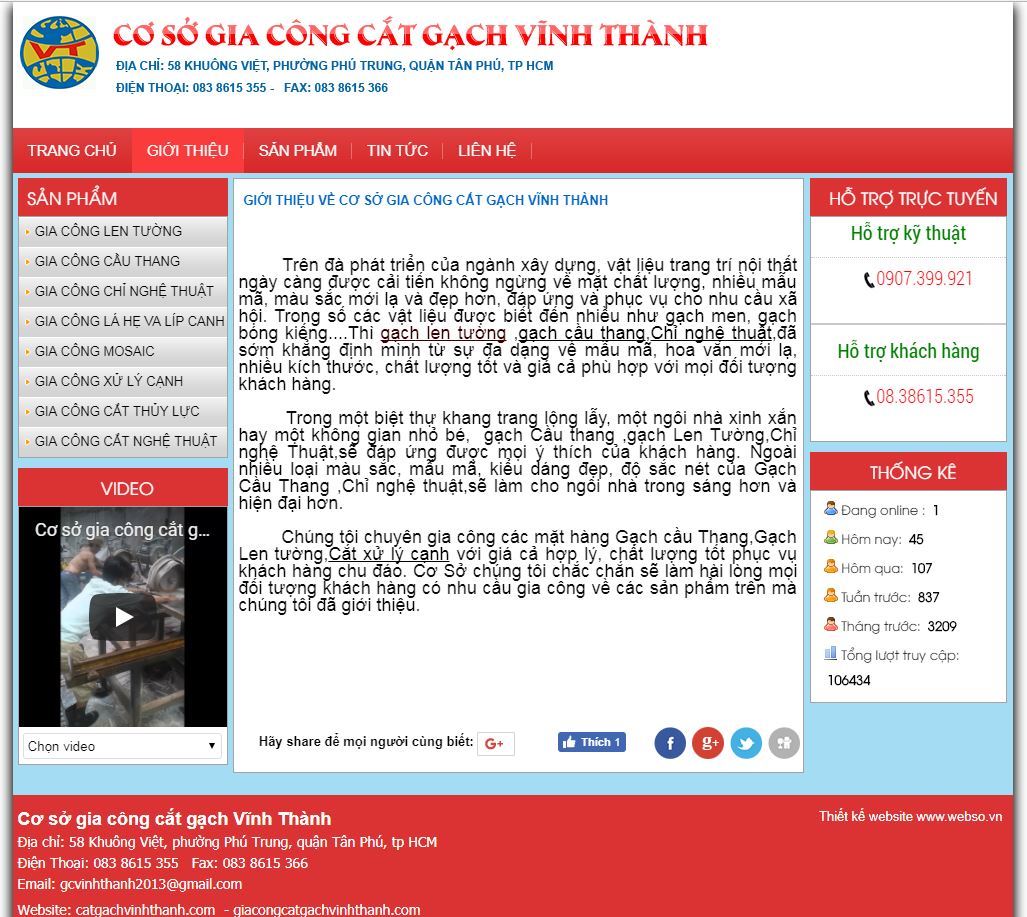 VT
CƠ SỞ GIA CÔNG CẮT GẠCH VĨNH THÀNH
ĐỊA CHỈ: 58 KHUÔNG VIỆT, PHƯỜNG PHÚ TRUNG, QUẬN TÂN PHÚ, TP HCM
ĐIỆN THOẠI: 083 8615 355 - FAX: 083 8615 366
TRANG CHỦ GIỚI THIỆU SẢN PHẨM TIN TỨC LIÊN HỆ
SẢN PHẨM
GIA CÔNG LEN TƯỜNG
GIA CÔNG CẦU THANG
GIA CÔNG CHỈ NGHỆ THUẬT
GIA CÔNG LÁ HẸ VA LÍP CANH
GIA CÔNG MOSAIC
GIA CÔNG XỬ LÝ CẠNH
GIA CÔNG CẮT THỦY LỰC
GIA CÔNG CẮT NGHỆ THUẬT
VIDEO
Cơ sở gia công cắt g...
Chọn video
GIỚI THIỆU VỀ CƠ SỞ GIA CÔNG CẮT GẠCH VĨNH THÀNH
Trên đà phát triển của ngành xây dựng, vật liệu trang trí nội thất
ngày càng được cải tiến không ngừng về mặt chất lượng, nhiều mẫu
mã, màu sắc mới lạ và đẹp hơn, đáp ứng và phục vụ cho nhu cầu xã
hội. Trong số các vật liệu được biết đến nhiều như gạch men, gạch
bóng kiếng....Thì gạch len tường ,gạch cầu thang,Chỉ nghệ thuật,đã
sớm khẳng định mình từ sự đa dạng về mẫu mã, hoa văn mới lạ,
nhiều kích thước, chất lượng tốt và giá cả phù hợp với mọi đối tượng
khách hàng.
Trong một biệt thự khang trang lộng lẫy, một ngôi nhà xinh xắn
hay một không gian nhỏ bé, gạch Cầu thang ,gạch Len Tường,Chỉ
nghệ Thuật,sẽ đáp ứng được mọi ý thích của khách hàng. Ngoài
nhiều loại màu sắc, mẫu mã, kiểu dáng đẹp, độ sắc nét của Gạch
Cầu Thang ,Chỉ nghệ thuật,sẽ làm cho ngôi nhà trong sáng hơn và
hiện đại hơn.
Chúng tôi chuyên gia công các mặt hàng Gạch cầu Thang,Gạch
Len tường,Cắt xử lý cạnh với giá cả hợp lý, chất lượng tốt phục vụ
khách hàng chu đáo. Cơ Sở chúng tôi chắc chắn sẽ làm hài lòng mọi
đối tượng khách hàng có nhu cầu gia công về các sản phẩm trên mà
chúng tôi đã giới thiệu.
Hãy share để mọi người cùng biết: G+ Thích 1 f g+
HỖ TRỢ TRỰC TUYẾN
Hỗ trợ kỹ thuật
0907.399.921
Hỗ trợ khách hàng
08.38615.355
THỐNG KÊ
Đang online : 1
Hôm nay: 45
Hôm qua: 107
Tuần trước: 837
Tháng trước: 3209
Tổng lượt truy cập:
106434
Cơ sở gia công cắt gạch Vĩnh Thành
Địa chỉ: 58 Khuông Việt, phường Phú Trung, quận Tân Phú, tp HCM
Điện Thoại: 083 8615 355 Fax: 083 8615 366
Email: gcvinhthanh2013@gmail.com
Website: catgachvinhthanh.com - giacongcatgachvinhthanh.com
Thiết kế website www.webso.vn